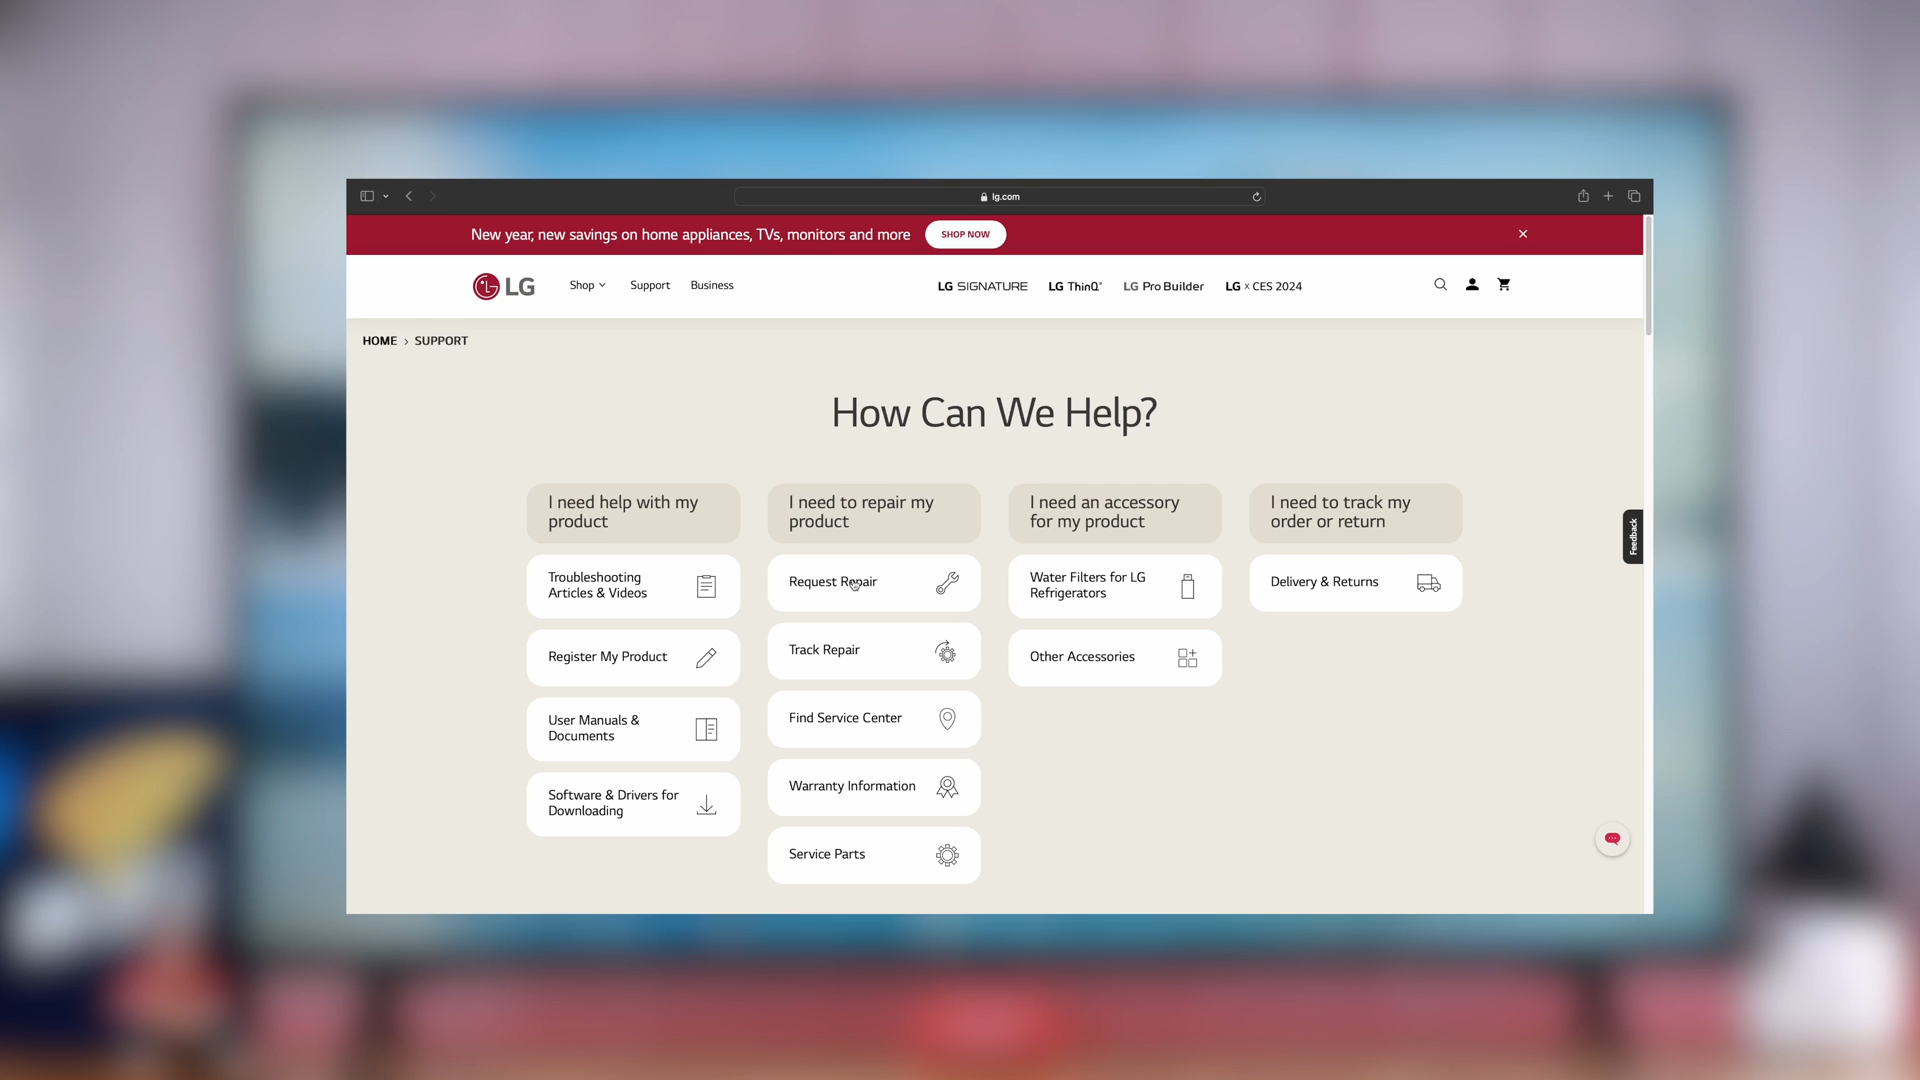 lg.com
New year, new savings on home appliances, TVs, monitors and more SHOP NOW
LG Shop Support Business LG SIGNATURE LG ThinQ® LG Pro Builder LG x CES 2024
HOME > SUPPORT
How Can We Help?
I need help with my
product
Troubleshooting
Articles & Videos
Register My Product
User Manuals &
Documents
Software & Drivers for
Downloading
I need to repair my
product
Request Repair
Track Repair
Find Service Center
Warranty Information
Service Parts
I need an accessory
for my product
Water Filters for LG
Refrigerators
Other Accessories
I need to track my
order or return
Delivery & Returns
Feedback